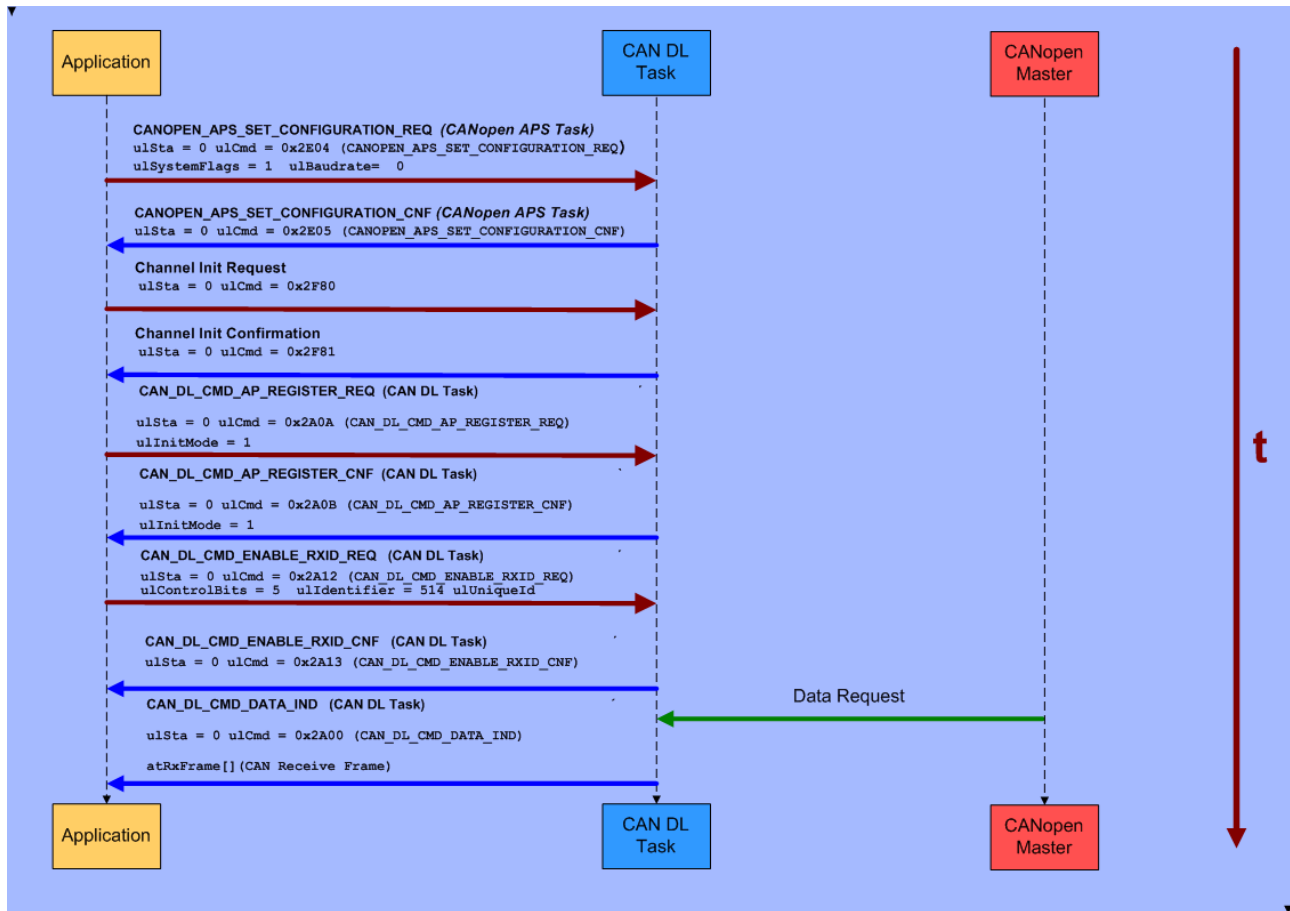 Application
CAN DL
Task
CANopen
Master
CANOPEN_APS_SET_CONFIGURATION_REQ (CANopen APS Task)
ulSta = 0 ulCmd = 0x2E04 (CANOPEN_APS_SET_CONFIGURATION_REQ)
ulSystemFlags = 1 ulBaudrate= 0
CANOPEN_APS_SET_CONFIGURATION_CNF (CANopen APS Task)
ulSta = 0 ulCmd = 0x2E05 (CANOPEN_APS_SET_CONFIGURATION_CNF)
Channel Init Request
ulSta = 0 ulCmd = 0x2F80
Channel Init Confirmation
ulSta = 0 ulCmd = 0x2F81
CAN_DL_CMD_AP_REGISTER_REQ (CAN DL Task)
ulSta = 0 ulCmd = 0x2A0A (CAN_DL_CMD_AP_REGISTER_REQ)
ulInitMode = 1
t
CAN_DL_CMD_AP_REGISTER_CNF (CAN DL Task)
ulSta = 0 ulCmd = 0x2A0B (CAN_DL_CMD_AP_REGISTER_CNF)
ulInitMode = 1
CAN_DL_CMD_ENABLE_RXID_REQ (CAN DL Task)
ulSta = 0 ulCmd = 0x2A12 (CAN_DL_CMD_ENABLE_RXID_REQ)
ulControlBits = 5 ulIdentifier = 514 ulUniqueId
CAN_DL_CMD_ENABLE_RXID_CNF (CAN DL Task)
ulSta = 0 ulCmd = 0x2A13 (CAN_DL_CMD_ENABLE_RXID_CNF)
Data Request
CAN_DL_CMD_DATA_IND (CAN DL Task)
ulSta = 0 ulCmd = 0x2A00 (CAN_DL_CMD_DATA_IND)
atRxFrame[](CAN Receive Frame)
Application
CAN DL
Task
CANopen
Master